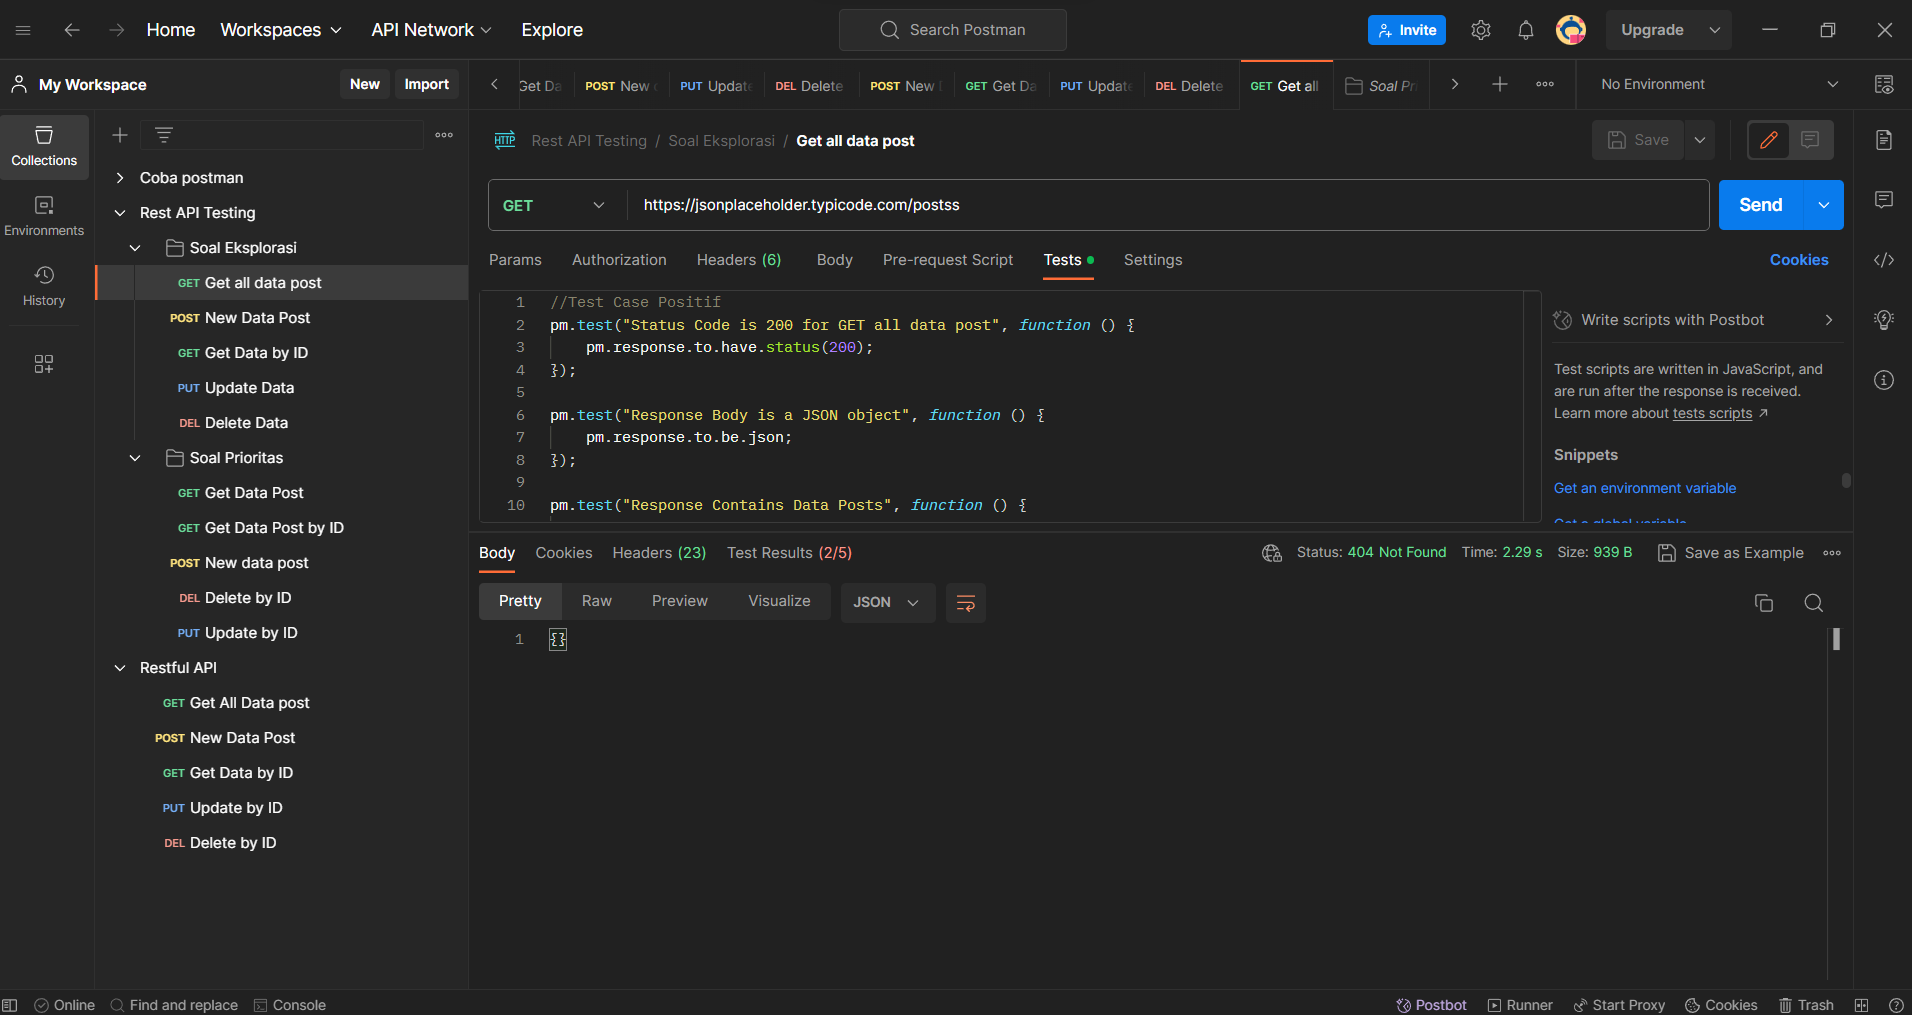 Home Workspaces API Network Explore Search Postman Invite Upgrade
My Workspace New Import
Get Da POST New PUT Update DEL Delete POST New GET Get Da PUT Update DEL Delete GET Get all Soal Pr No Environment
Collections
Environments
History
Coba postman
Rest API Testing
Soal Eksplorasi
GET Get all data post
POST New Data Post
GET Get Data by ID
PUT Update Data
DEL Delete Data
Soal Prioritas
GET Get Data Post
GET Get Data Post by ID
POST New data post
DEL Delete by ID
PUT Update by ID
Restful API
GET Get All Data post
POST New Data Post
GET Get Data by ID
PUT Update by ID
DEL Delete by ID
HTTP Rest API Testing / Soal Eksplorasi / Get all data post Save
GET https://jsonplaceholder.typicode.com/postss Send
Params Authorization Headers (6) Body Pre-request Script Tests Settings Cookies
1 //Test Case Positif
2 pm.test("Status Code is 200 for GET all data post", function () {
3 pm.response.to.have.status(200);
4 });
5
6 pm.test("Response Body is a JSON object", function () {
7 pm.response.to.be.json;
8 });
9
10 pm.test("Response Contains Data Posts", function () {
Write scripts with Postbot
Test scripts are written in JavaScript, and
are run after the response is received.
Learn more about tests scripts ↗
Snippets
Get an environment variable
Get a global variable
Body Cookies Headers (23) Test Results (2/5) Status: 404 Not Found Time: 2.29 s Size: 939 B Save as Example
Pretty Raw Preview Visualize JSON
1 {}
Online Find and replace Console Postbot Runner Start Proxy Cookies Trash